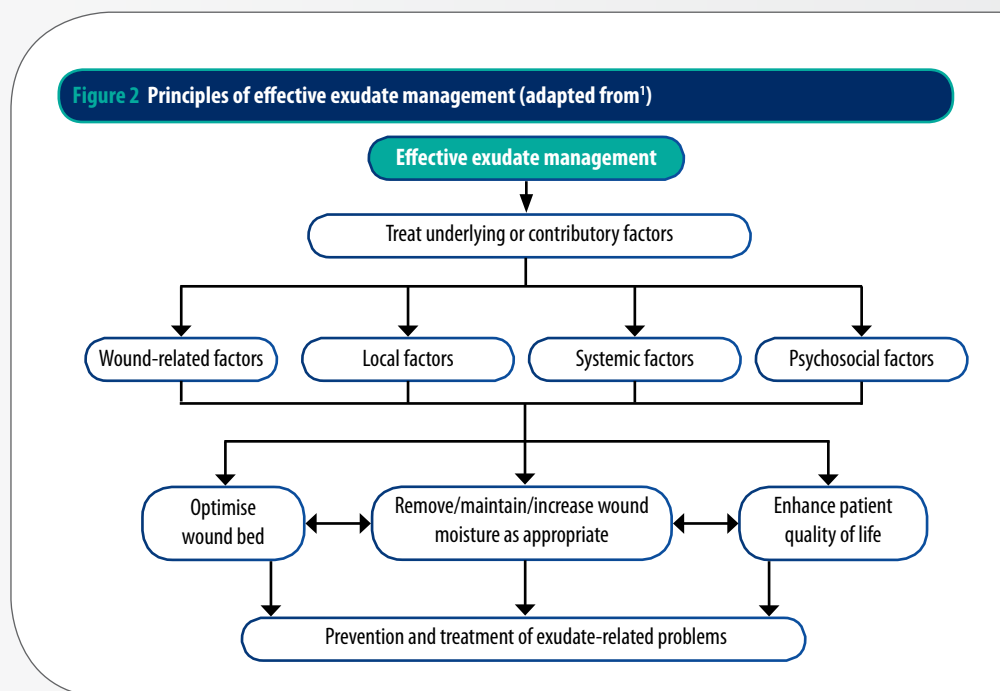 Figure 2 Principles of effective exudate management (adapted from¹)
Effective exudate management
Treat underlying or contributory factors
Wound-related factors
Local factors
Systemic factors
Psychosocial factors
Optimise
wound bed
Remove/maintain/increase wound
moisture as appropriate
Enhance patient
quality of life
Prevention and treatment of exudate-related problems